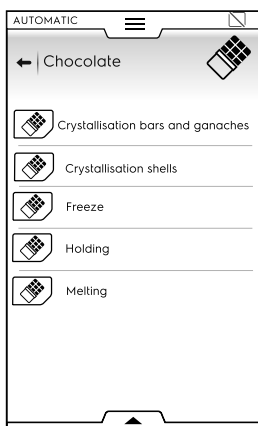 AUTOMATIC
Chocolate
Crystallisation bars and ganaches
Crystallisation shells
Freeze
Holding
Melting